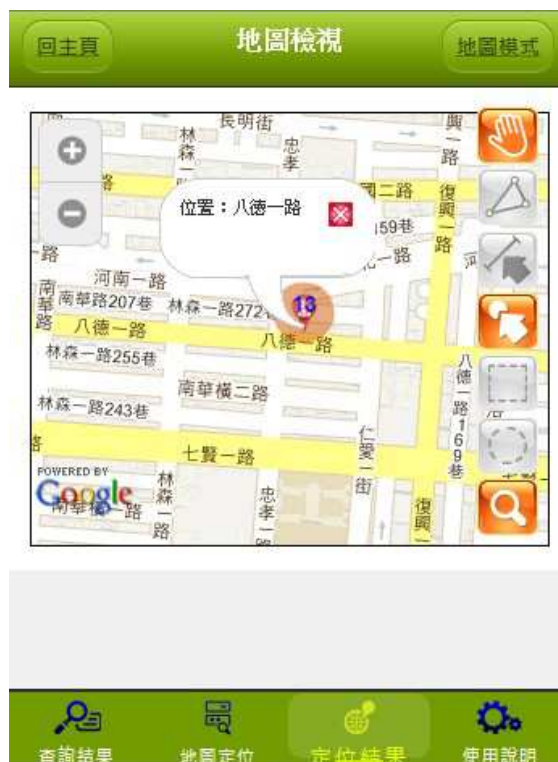 回主頁
地圖檢視
地圖模式
長明街
林森
忠孝
興
路
復興一路
國二路
159巷
一路
位置:八德一路
路
南華路
河南一路
南華路207巷
林森一路272
13
八德一路
八德一路
林森一路255巷
南華橫二路
林森一路243巷
八德一路169巷
七賢一路
仁愛一街
POWERED BY
Google
林森一路
忠孝一
復興一
查詢結果
地圖定位
定位結果
使用說明